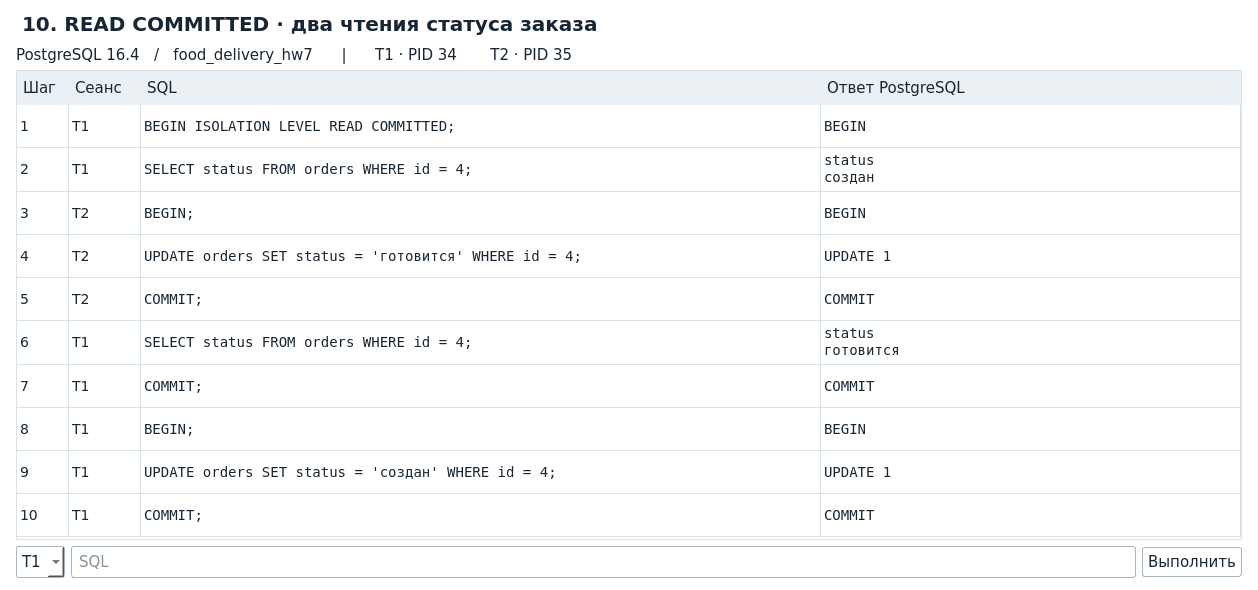 10. READ COMMITTED · два чтения статуса заказа
PostgreSQL 16.4 / food_delivery_hw7 | T1 · PID 34 T2 · PID 35
Шаг Сеанс SQL Ответ PostgreSQL
1 T1 BEGIN ISOLATION LEVEL READ COMMITTED; BEGIN
2 T1 SELECT status FROM orders WHERE id = 4; status
создан
3 T2 BEGIN; BEGIN
4 T2 UPDATE orders SET status = 'готовится' WHERE id = 4; UPDATE 1
5 T2 COMMIT; COMMIT
6 T1 SELECT status FROM orders WHERE id = 4; status
готовится
7 T1 COMMIT; COMMIT
8 T1 BEGIN; BEGIN
9 T1 UPDATE orders SET status = 'создан' WHERE id = 4; UPDATE 1
10 T1 COMMIT; COMMIT
T1 SQL Выполнить